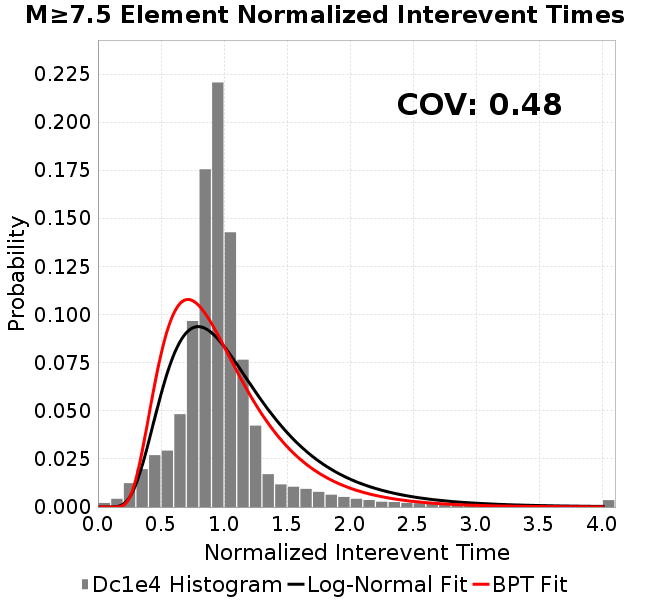 M≥7.5 Element Normalized Interevent Times
COV: 0.48
Probability
0.225
0.200
0.175
0.150
0.125
0.100
0.075
0.050
0.025
0.000
0.0 0.5 1.0 1.5 2.0 2.5 3.0 3.5 4.0
Normalized Interevent Time
Dc1e4 Histogram Log-Normal Fit BPT Fit